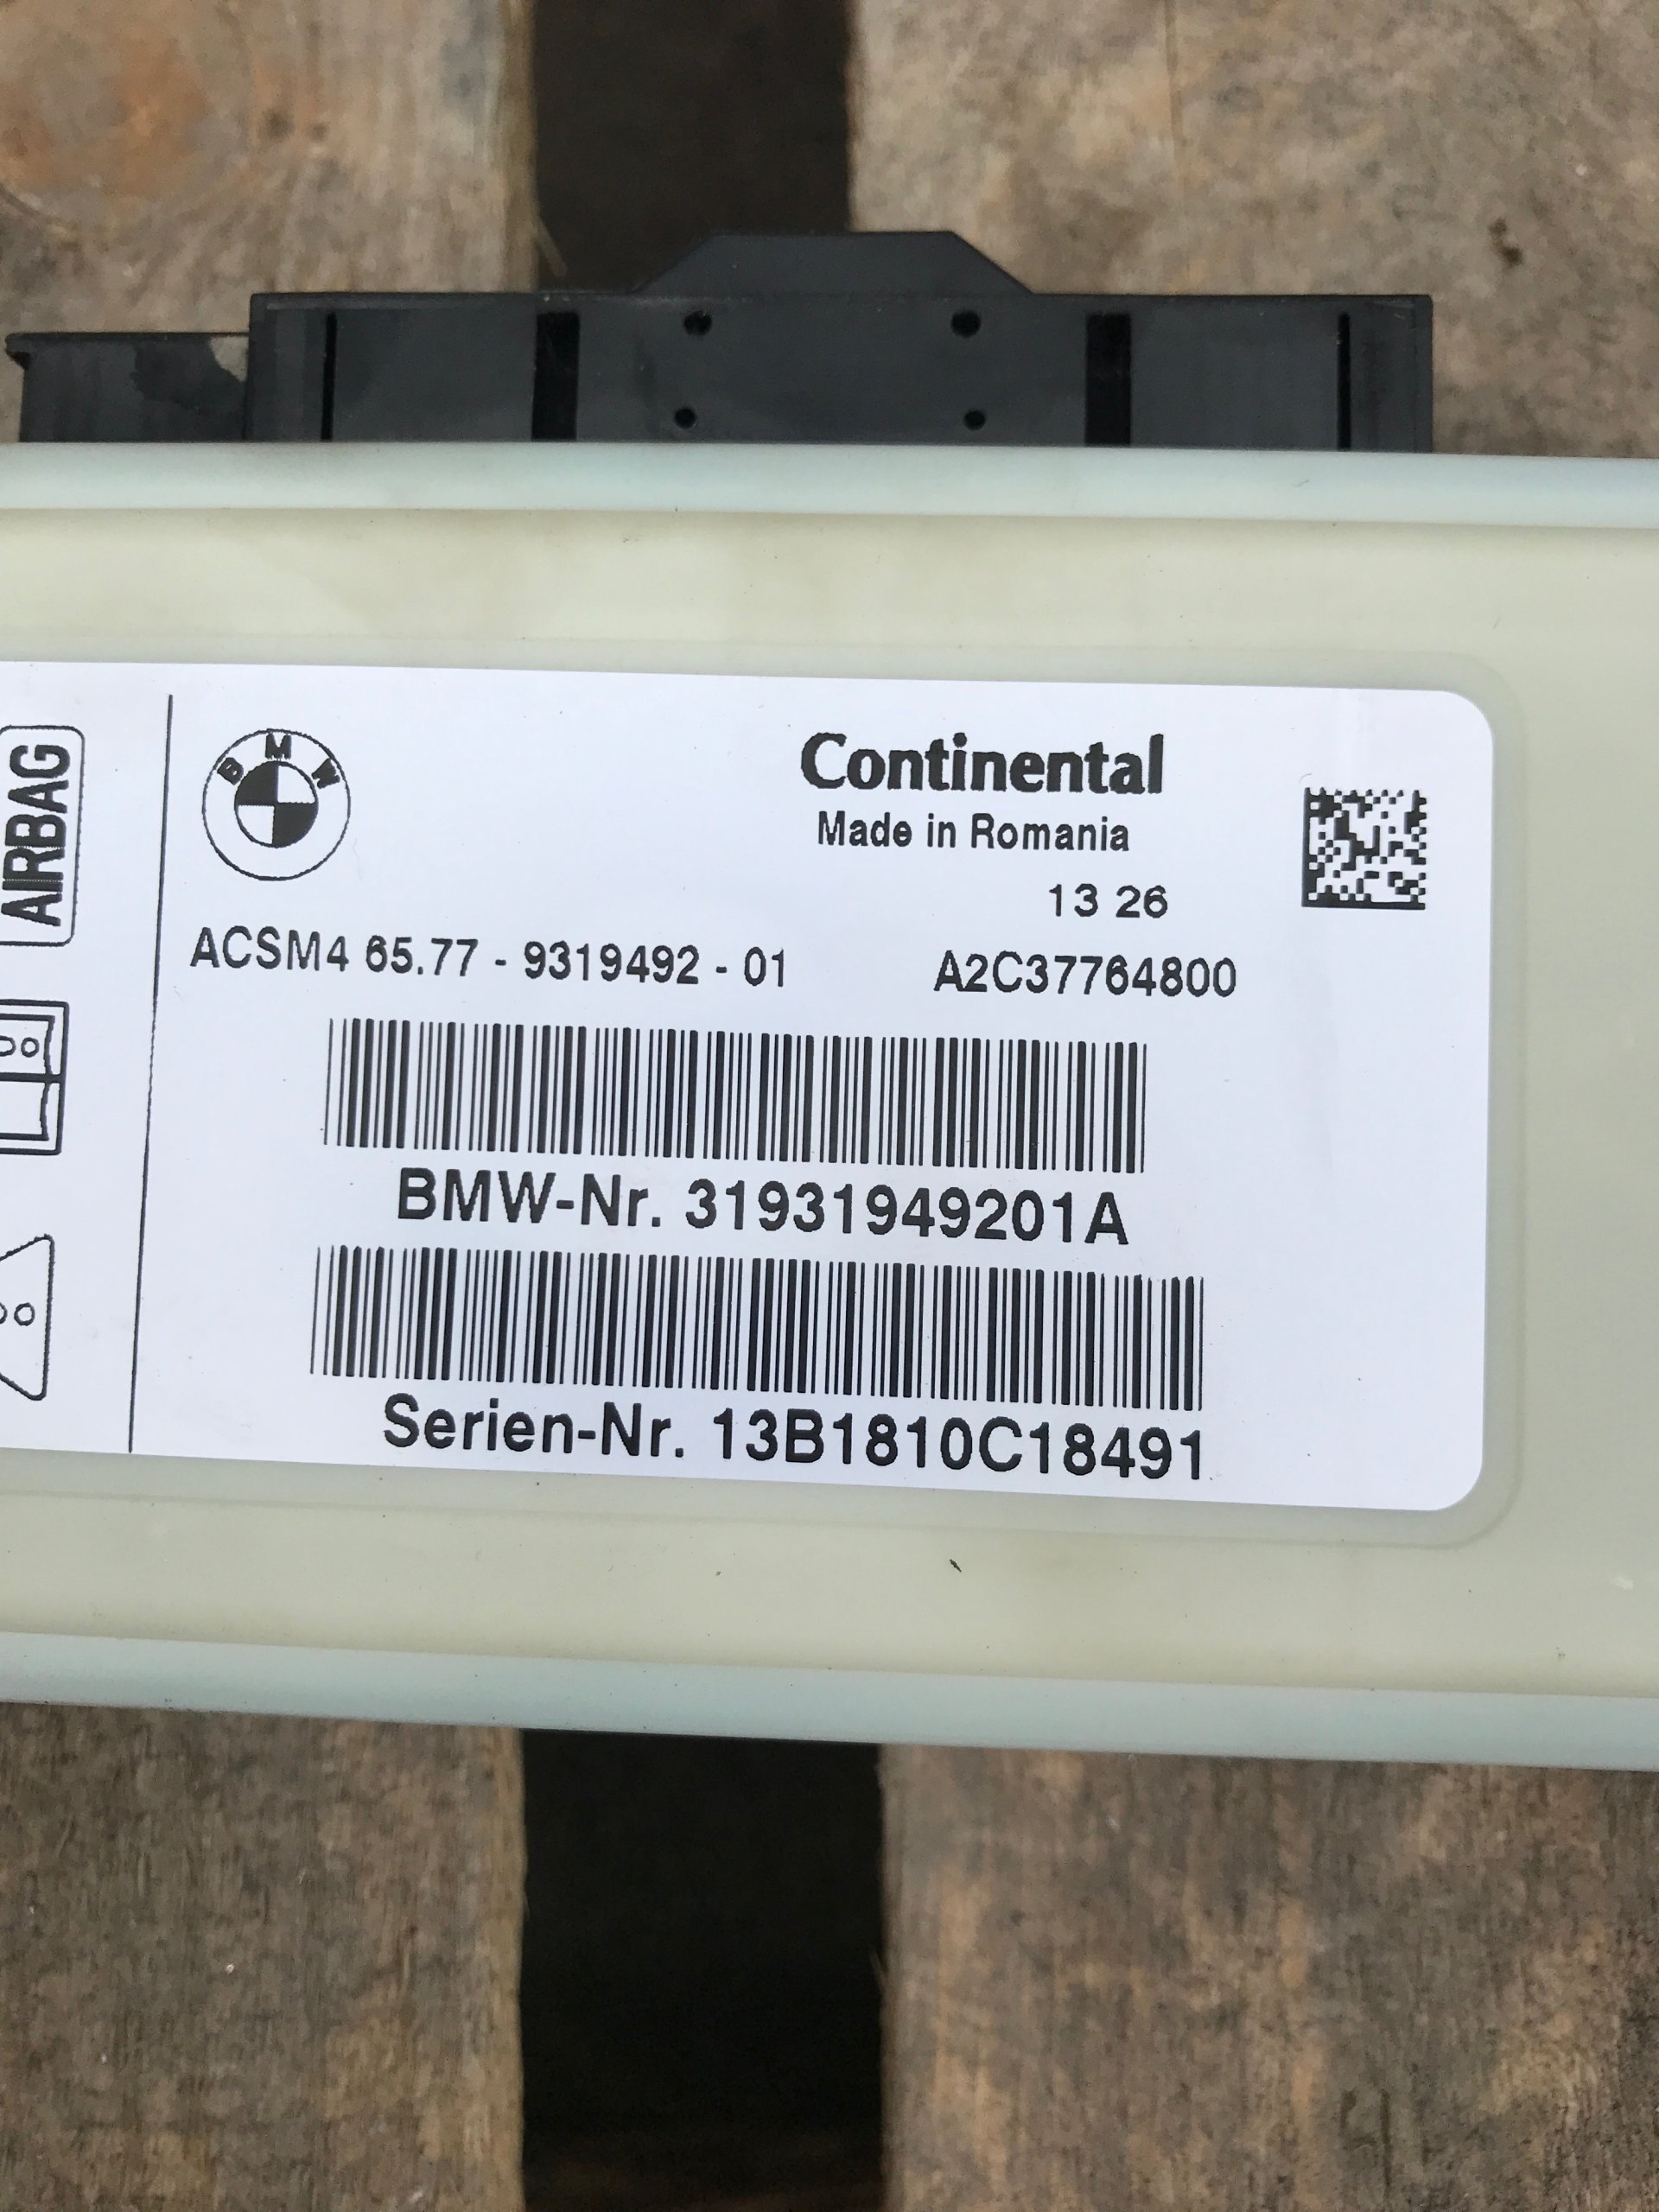 AIRBAG
BMW
Continental
Made in Romania
13 26
ACSM4 65.77 - 9319492 - 01 A2C37764800
BMW-Nr. 31931949201A
Serien-Nr. 13B1810C18491